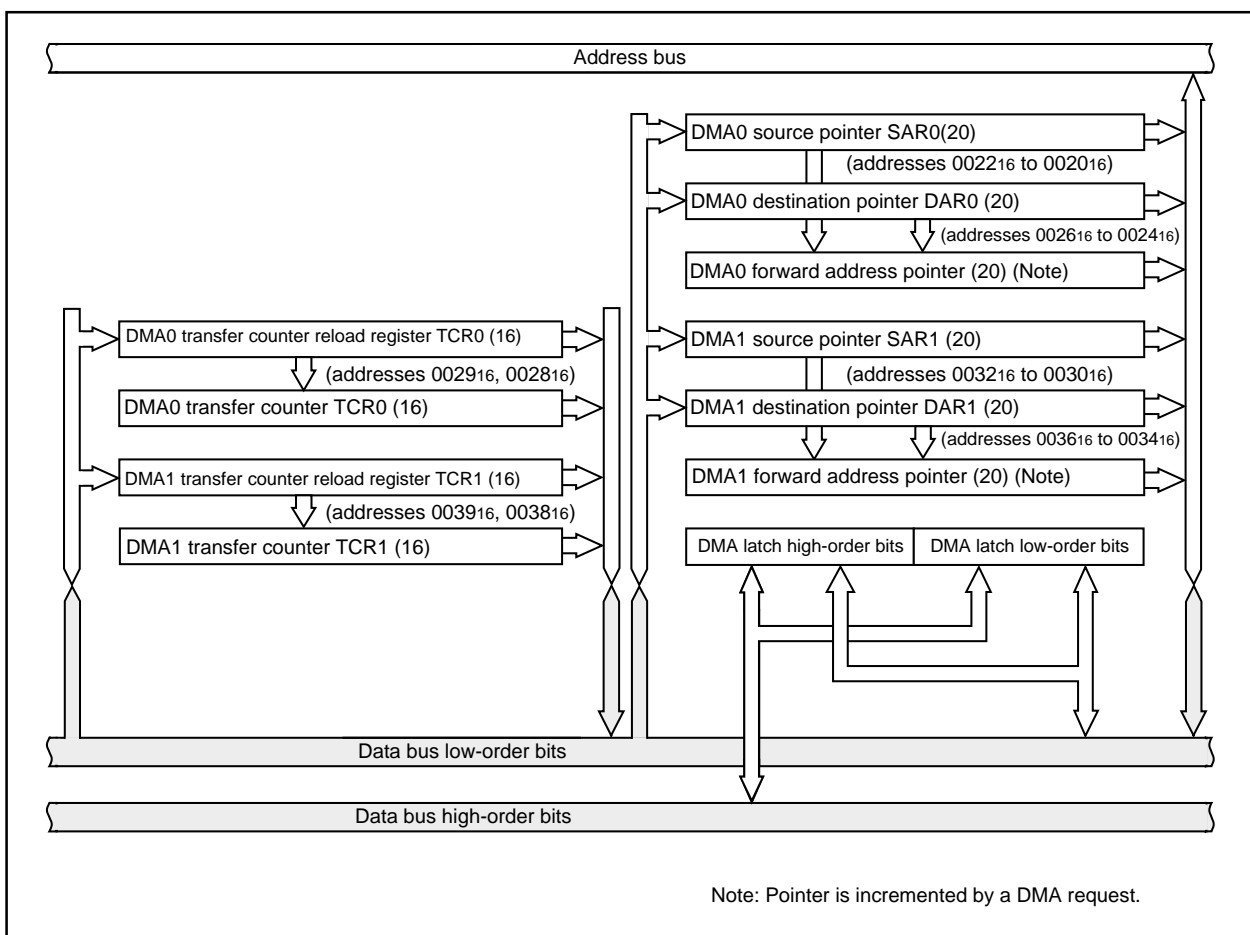 Address bus
DMA0 source pointer SAR0(20)
(addresses 002216 to 002016)
DMA0 destination pointer DAR0 (20)
(addresses 002616 to 002416)
DMA0 forward address pointer (20) (Note)
DMA0 transfer counter reload register TCR0 (16)
(addresses 002916, 002816)
DMA0 transfer counter TCR0 (16)
DMA1 transfer counter reload register TCR1 (16)
(addresses 003916, 003816)
DMA1 transfer counter TCR1 (16)
DMA1 source pointer SAR1 (20)
(addresses 003216 to 003016)
DMA1 destination pointer DAR1 (20)
(addresses 003616 to 003416)
DMA1 forward address pointer (20) (Note)
DMA latch high-order bits
DMA latch low-order bits
Data bus low-order bits
Data bus high-order bits
Note: Pointer is incremented by a DMA request.